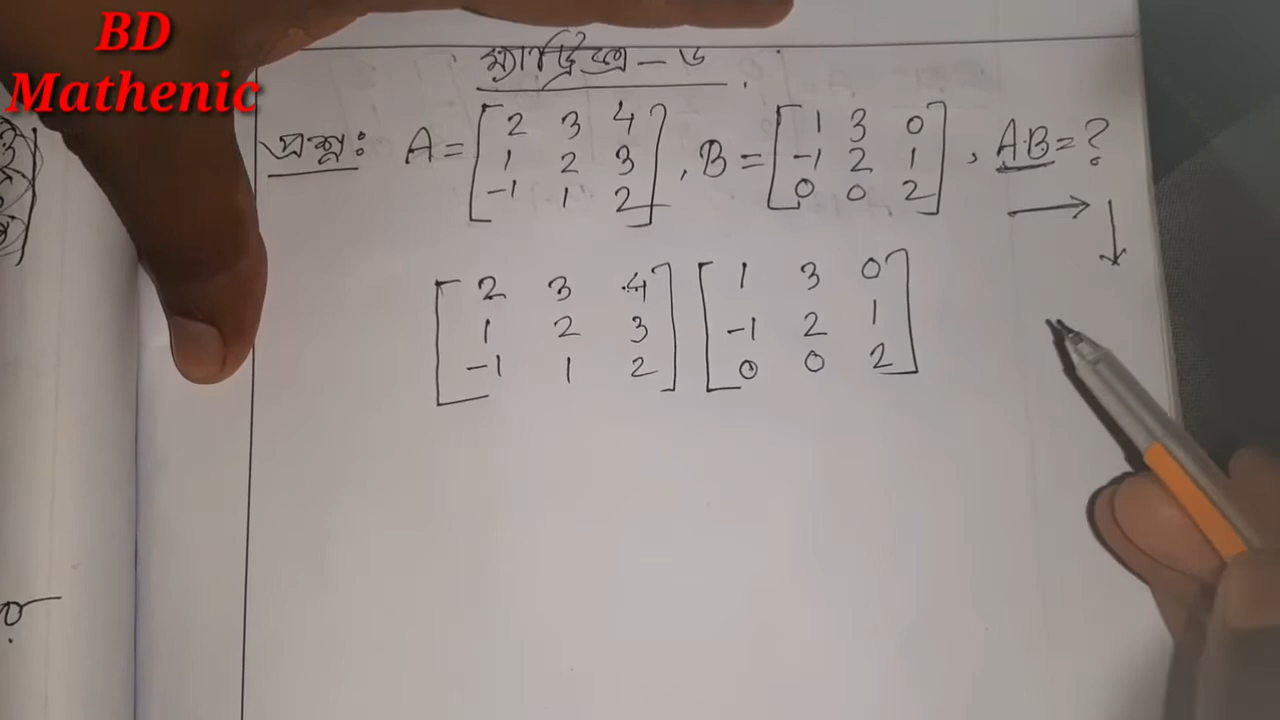 BD
Mathenic
ম্যাট্রিক্স - ৬
প্রশ্ন: A = [2 3 4 , B = [1 3 0 , AB = ?
1 2 3 -1 2 1
-1 1 2] 0 0 2]
[2 3 4 [1 3 0
1 2 3 -1 2 1
-1 1 2] 0 0 2]